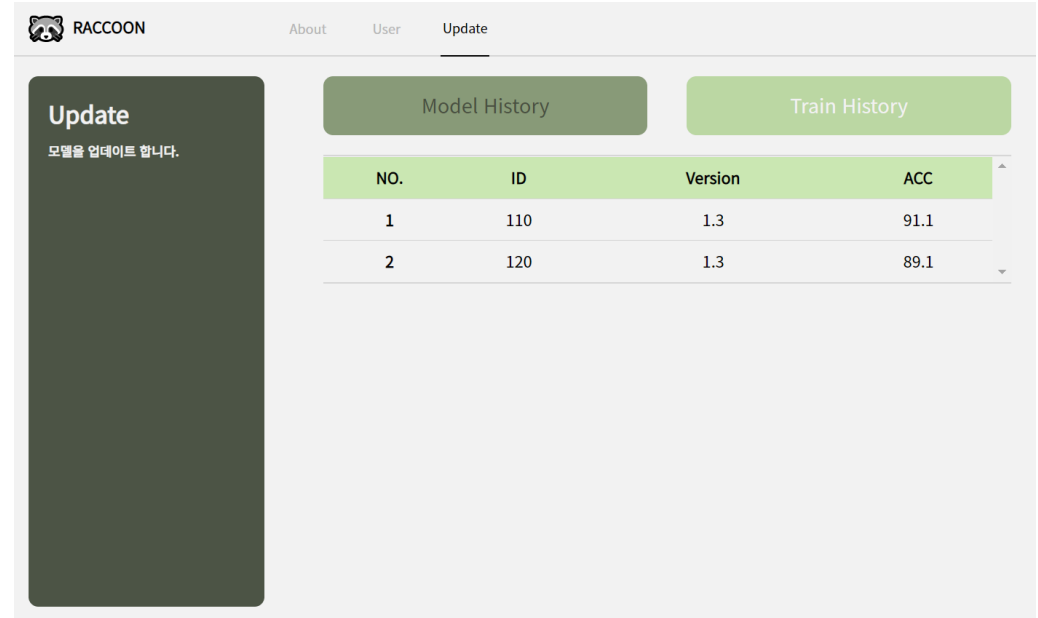 RACCOON About User Update
Update
모델을 업데이트 합니다.
Model History Train History
NO. ID Version ACC
1 110 1.3 91.1
2 120 1.3 89.1